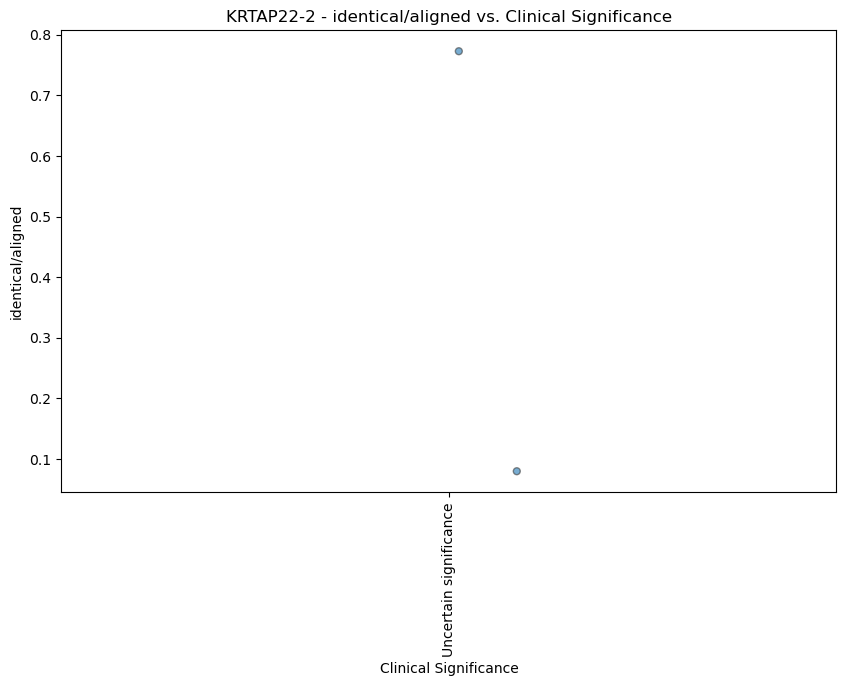 KRTAP22-2 - identical/aligned vs. Clinical Significance
identical/aligned
0.8
0.7
0.6
0.5
0.4
0.3
0.2
0.1
Uncertain significance
Clinical Significance